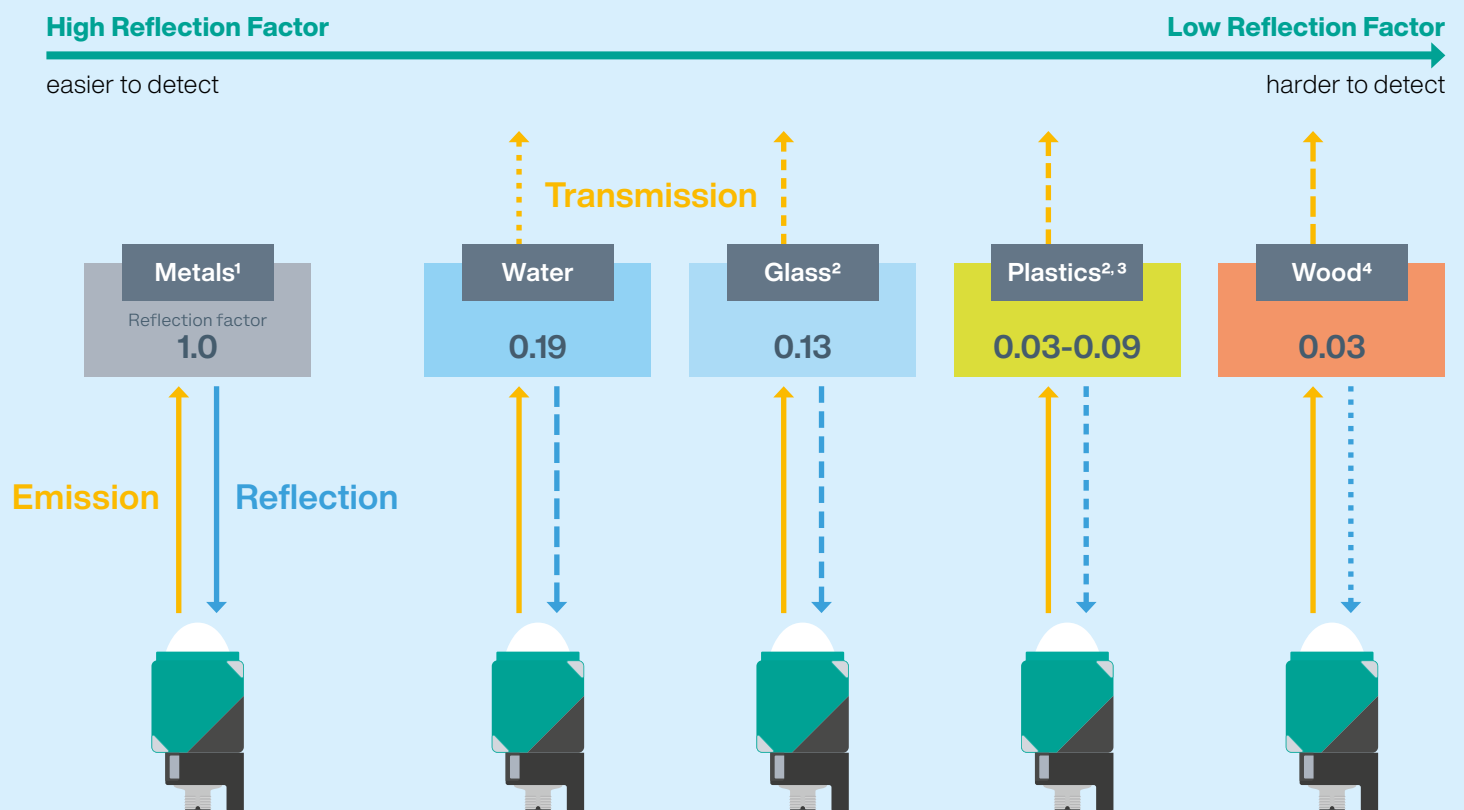 High Reflection Factor
Low Reflection Factor
easier to detect
harder to detect
Transmission
Metals¹
Water
Glass²
Plastics²,³
Wood⁴
Reflection factor
1.0
0.19
0.13
0.03-0.09
0.03
Emission
Reflection